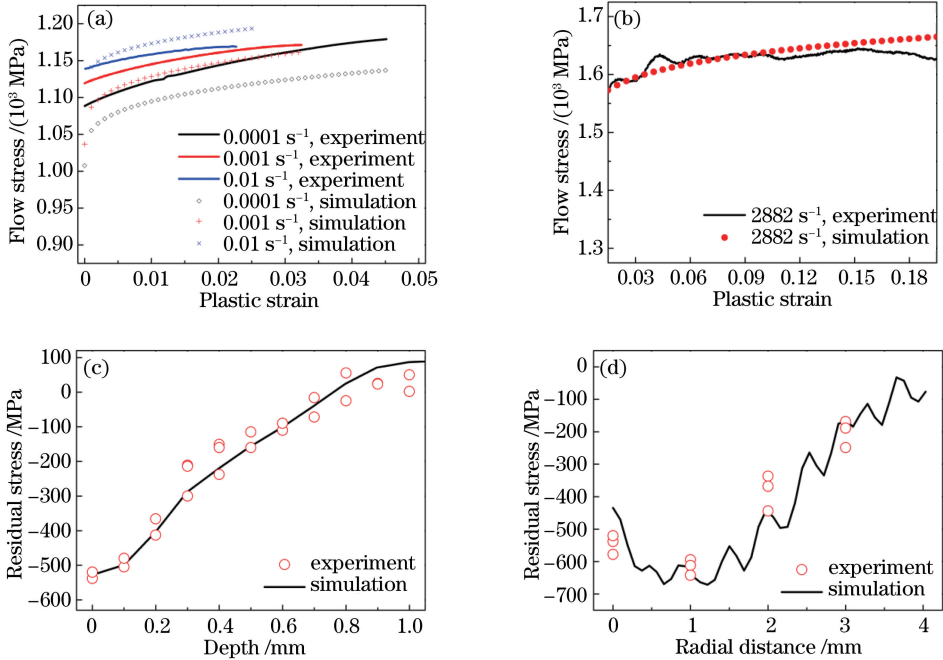 (a)
1.20
1.15
1.10
1.05
1.00
0.90
Flow stress /(10³ MPa)
0.0001 s⁻¹, experiment
0.001 s⁻¹, experiment
0.01 s⁻¹, experiment
0.0001 s⁻¹, simulation
0.001 s⁻¹, simulation
0.01 s⁻¹, simulation
0 0.01 0.02 0.03 0.04 0.05
Plastic strain
(b)
1.7
1.6
1.5
1.4
1.3
Flow stress /(10³ MPa)
2882 s⁻¹, experiment
2882 s⁻¹, simulation
0.03 0.06 0.09 0.12 0.15 0.18
Plastic strain
(c)
100
0
−100
−200
−300
−400
−500
−600
Residual stress /MPa
experiment
simulation
0 0.2 0.4 0.6 0.8 1.0
Depth /mm
(d)
0
−100
−200
−300
−400
−500
−600
−700
Residual stress /MPa
experiment
simulation
0 1 2 3 4
Radial distance /mm